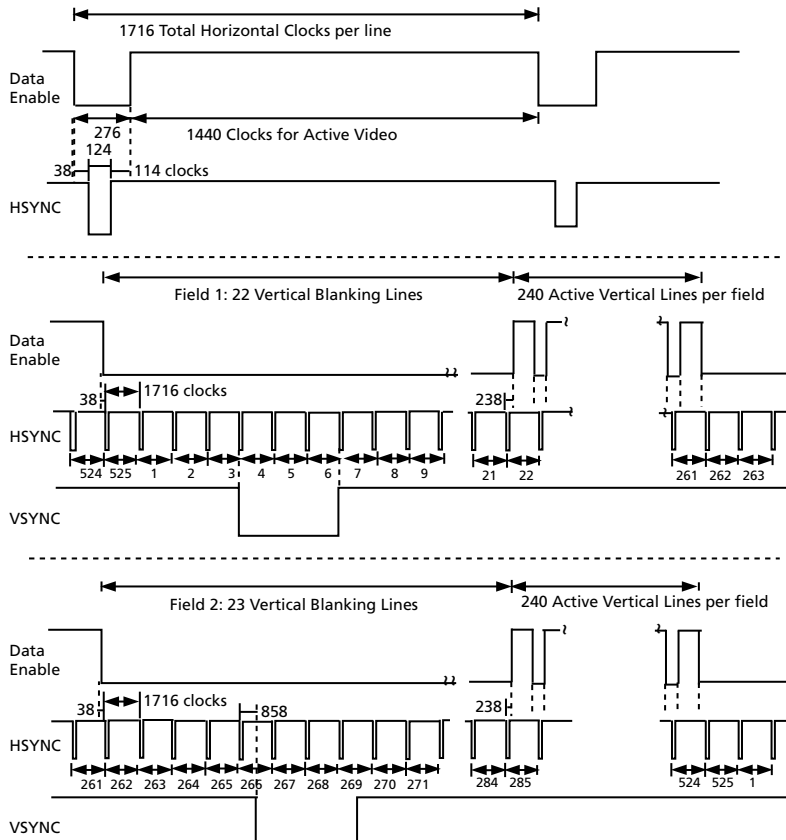 1716 Total Horizontal Clocks per line
Data
Enable
276
1440 Clocks for Active Video
124
38
114 clocks
HSYNC
Field 1: 22 Vertical Blanking Lines
240 Active Vertical Lines per field
Data
Enable
1716 clocks
38
238
HSYNC
524 525 1 2 3 4 5 6 7 8 9 21 22 261 262 263
VSYNC
Field 2: 23 Vertical Blanking Lines
240 Active Vertical Lines per field
Data
Enable
1716 clocks
38
858
238
HSYNC
261 262 263 264 265 266 267 268 269 270 271 284 285 524 525 1
VSYNC